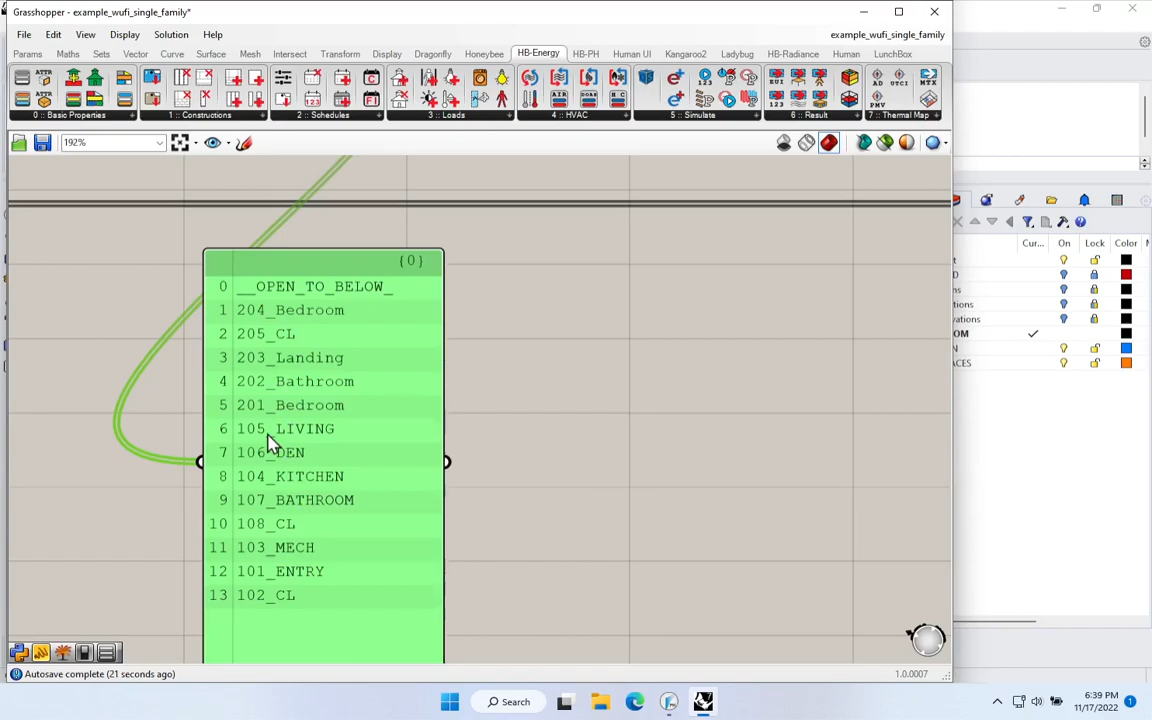 Grasshopper - example_wufi_single_family*
File Edit View Display Solution Help
example_wufi_single_family
Params Maths Sets Vector Curve Surface Mesh Intersect Transform Display Dragonfly Honeybee HB-Energy HB-PH Human UI Kangaroo2 Ladybug HB-Radiance Human LunchBox
0 :: Basic Properties
1 :: Constructions
2 :: Schedules
3 :: Loads
4 :: HVAC
5 :: Simulate
6 :: Result
7 :: Thermal Map
192%
Cur... On Lock Color
{0}
0 __OPEN_TO_BELOW_
1 204_Bedroom
2 205_CL
3 203_Landing
4 202_Bathroom
5 201_Bedroom
6 105_LIVING
7 106_DEN
8 104_KITCHEN
9 107_BATHROOM
10 108_CL
11 103_MECH
12 101_ENTRY
13 102_CL
Autosave complete (21 seconds ago)
1.0.0007
Search
6:39 PM
11/17/2022